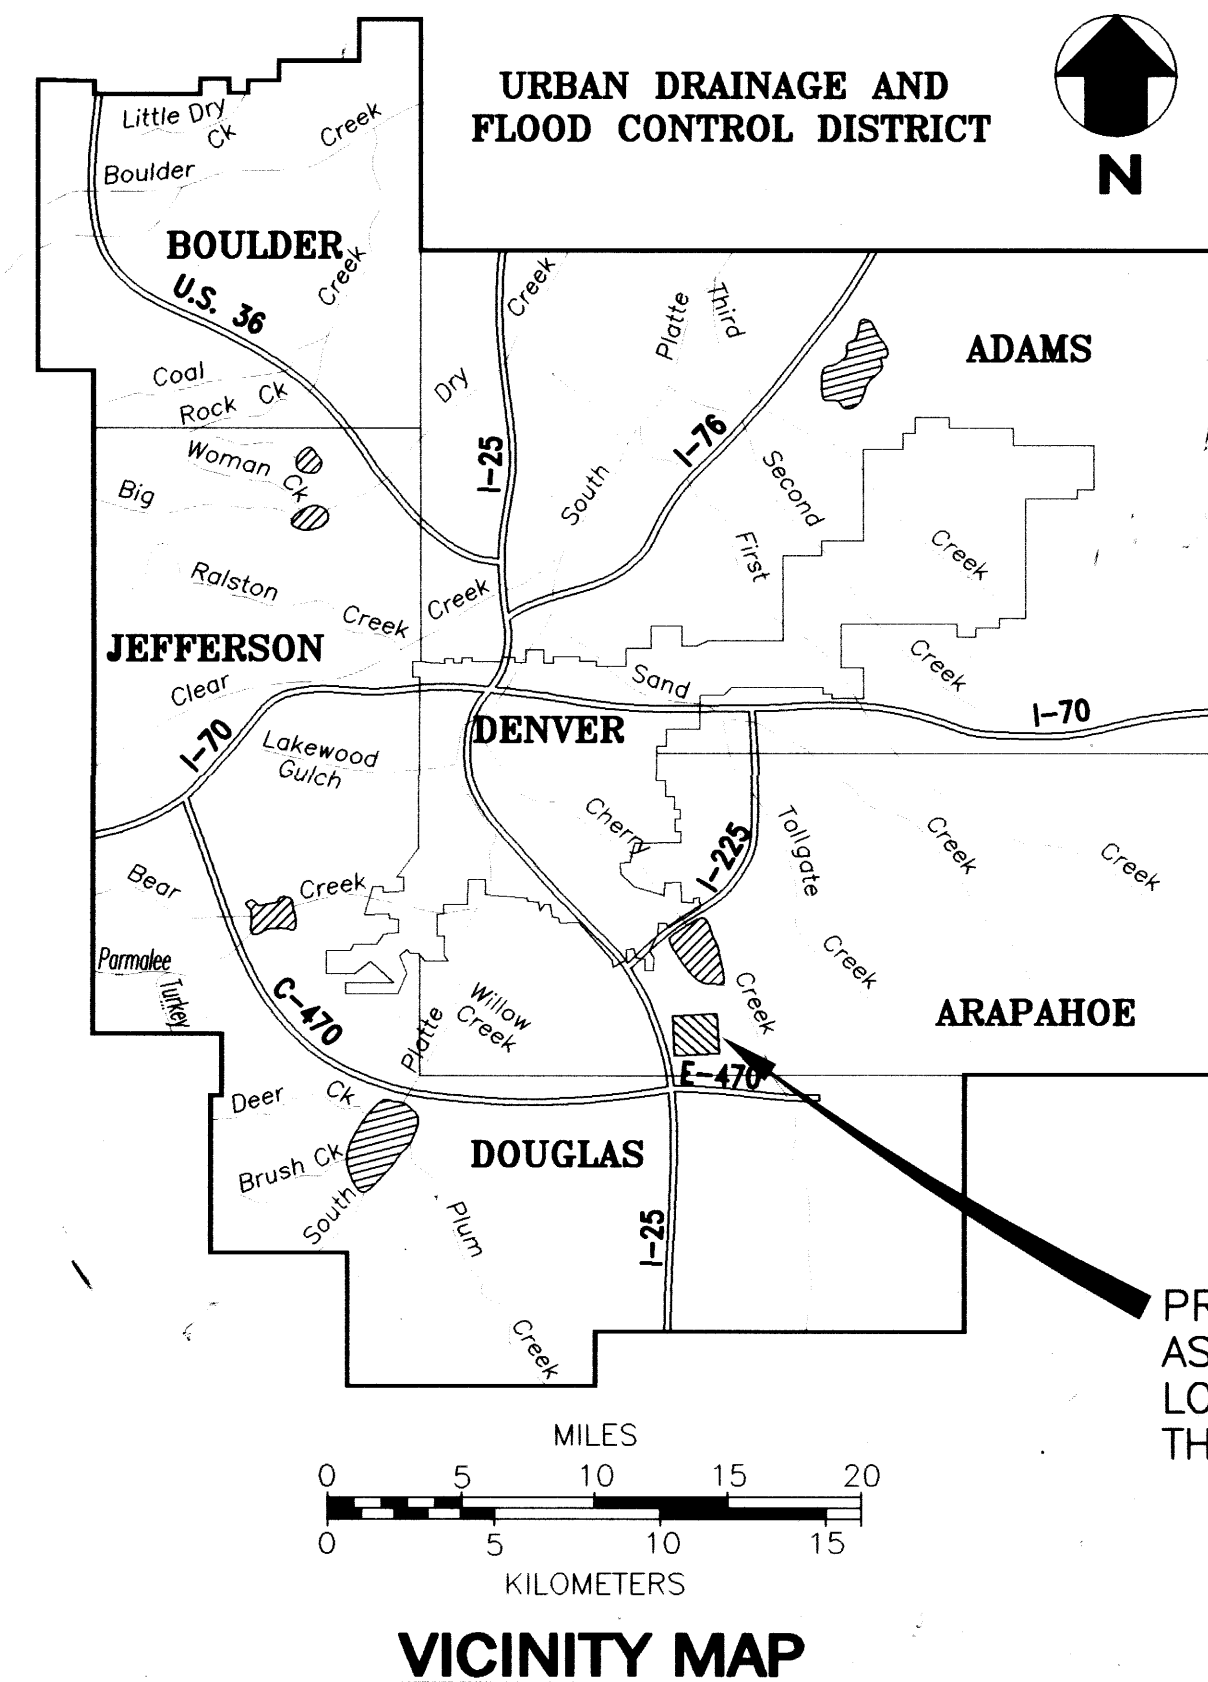 URBAN DRAINAGE AND
FLOOD CONTROL DISTRICT
N
Little Dry
Ck
Creek
Boulder
BOULDER
Creek
U.S. 36
Creek
Platte
Third
ADAMS
Coal
Rock Ck
Dry
I-25
I-76
Woman
Ck
Big
South
Second
First
Creek
Ralston
Creek
Creek
JEFFERSON
Clear
Sand
Creek
I-70
DENVER
I-70
Lakewood
Gulch
Cherry
I-225
Tollgate
Creek
Creek
Bear
Creek
Parmalee
Turkey
C-470
Platte
Willow
Creek
Creek
Creek
ARAPAHOE
E-470
Deer
Ck
DOUGLAS
Brush Ck
South
Plum
I-25
Creek
PR
AS
LO
TH
MILES
0 5 10 15 20
0 5 10 15
KILOMETERS
VICINITY MAP